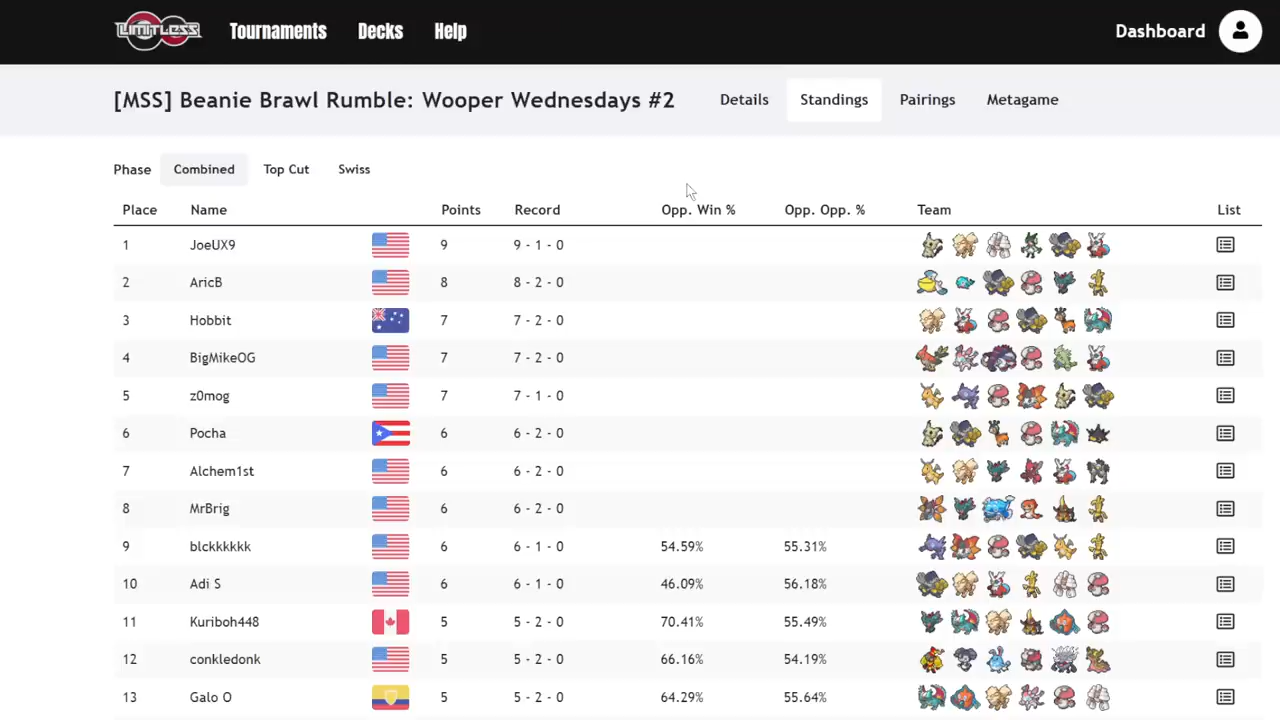 LIMITLESS Tournaments Decks Help Dashboard
[MSS] Beanie Brawl Rumble: Wooper Wednesdays #2 Details Standings Pairings Metagame
Phase Combined Top Cut Swiss
Place Name Points Record Opp. Win % Opp. Opp. % Team List
1 JoeUX9 9 9 - 1 - 0
2 AricB 8 8 - 2 - 0
3 Hobbit 7 7 - 2 - 0
4 BigMikeOG 7 7 - 2 - 0
5 z0mog 7 7 - 1 - 0
6 Pocha 6 6 - 2 - 0
7 Alchem1st 6 6 - 2 - 0
8 MrBrig 6 6 - 2 - 0
9 blckkkkkk 6 6 - 1 - 0 54.59% 55.31%
10 Adi S 6 6 - 1 - 0 46.09% 56.18%
11 Kuriboh448 5 5 - 2 - 0 70.41% 55.49%
12 conkledonk 5 5 - 2 - 0 66.16% 54.19%
13 Galo O 5 5 - 2 - 0 64.29% 55.64%